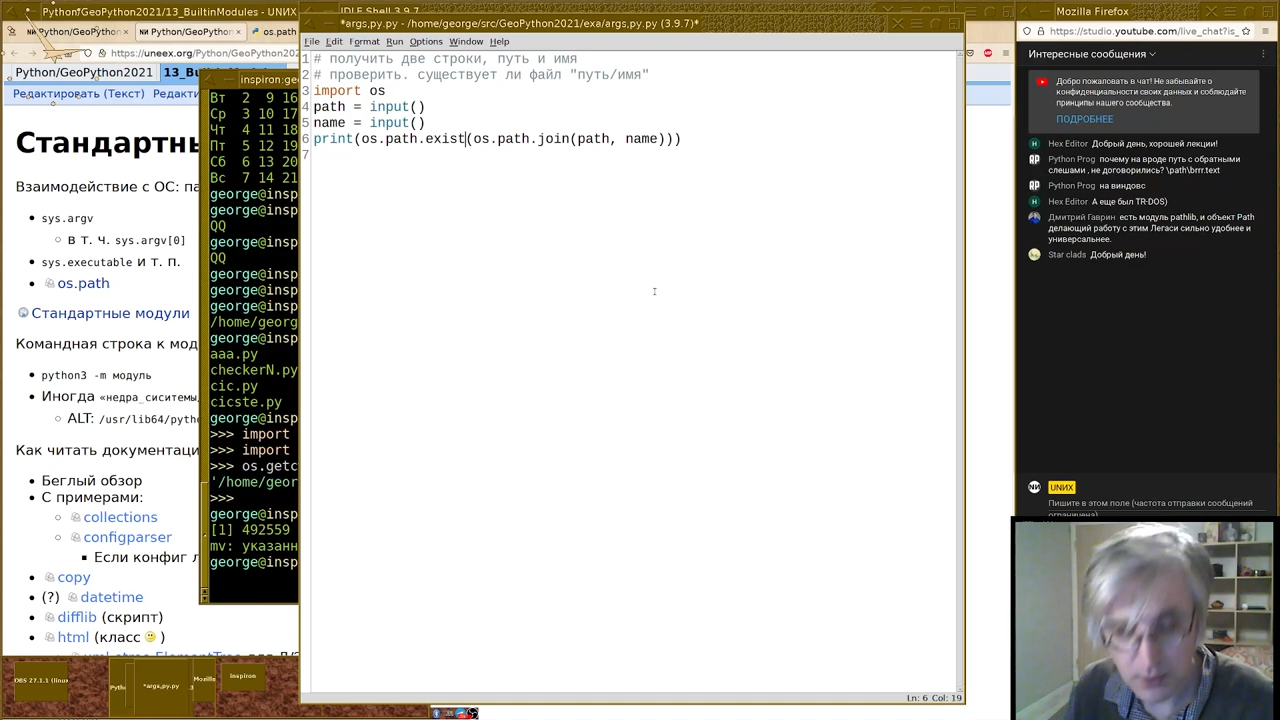 Python/GeoPython2021/13_BuiltinModules - UNИX
IDLE Shell 3.9.7
*args,py.py - /home/george/src/GeoPython2021/exa/args,py.py (3.9.7)*
Mozilla Firefox
Python/GeoPython20
Python/GeoPython20
os.path
https://uneex.org/Python/GeoPython2021
https://studio.youtube.com/live_chat?is_
File Edit Format Run Options Window Help
Python/GeoPython2021
13_Builtin
Редактировать (Текст)
Редакти
Стандартны
Взаимодействие с ОС: па
sys.argv
в т. ч. sys.argv[0]
sys.executable и т. п.
os.path
Стандартные модули
Командная строка к мод
python3 -m модуль
Иногда «недра_сиситемы
ALT: /usr/lib64/pyth
Как читать документаци
Беглый обзор
С примерами:
collections
configparser
Если конфиг л
copy
(?) datetime
difflib (скрипт)
html (класс )
inspiron:ge
Вт 2 9 16
Ср 3 10 17
Чт 4 11 18
Пт 5 12 19
Сб 6 13 20
Вс 7 14 21
george@insp
george@insp
QQ
george@insp
QQ
george@insp
george@insp
george@insp
/home/georg
george@insp
aaa.py
checkerN.py
cic.py
cicste.py
george@insp
>>> import
>>> import
>>> os.getc
'/home/geor
>>>
george@insp
[1] 492559
mv: указанн
george@insp
1 # получить две строки, путь и имя
2 # проверить. существует ли файл "путь/имя"
3 import os
4 path = input()
5 name = input()
6 print(os.path.exist(os.path.join(path, name)))
7
Ln: 6 Col: 19
Интересные сообщения
Добро пожаловать в чат! Не забывайте о
конфиденциальности своих данных и соблюдайте
принципы нашего сообщества.
ПОДРОБНЕЕ
Hex Editor Добрый день, хорошей лекции!
Python Prog почему на вроде путь с обратными
слешами , не договорились? \path\brrr.text
Python Prog на виндовс
Hex Editor А еще был TR-DOS)
Дмитрий Гаврин есть модуль pathlib, и объект Path
делающий работу с этим Легаси сильно удобнее и
универсальнее.
Star clads Добрый день!
UNИX
Пишите в этом поле (частота отправки сообщений
ограничена)
OBS 27.1.1 (linux
Pytho
*args,py.py
Mozilla
inspiron